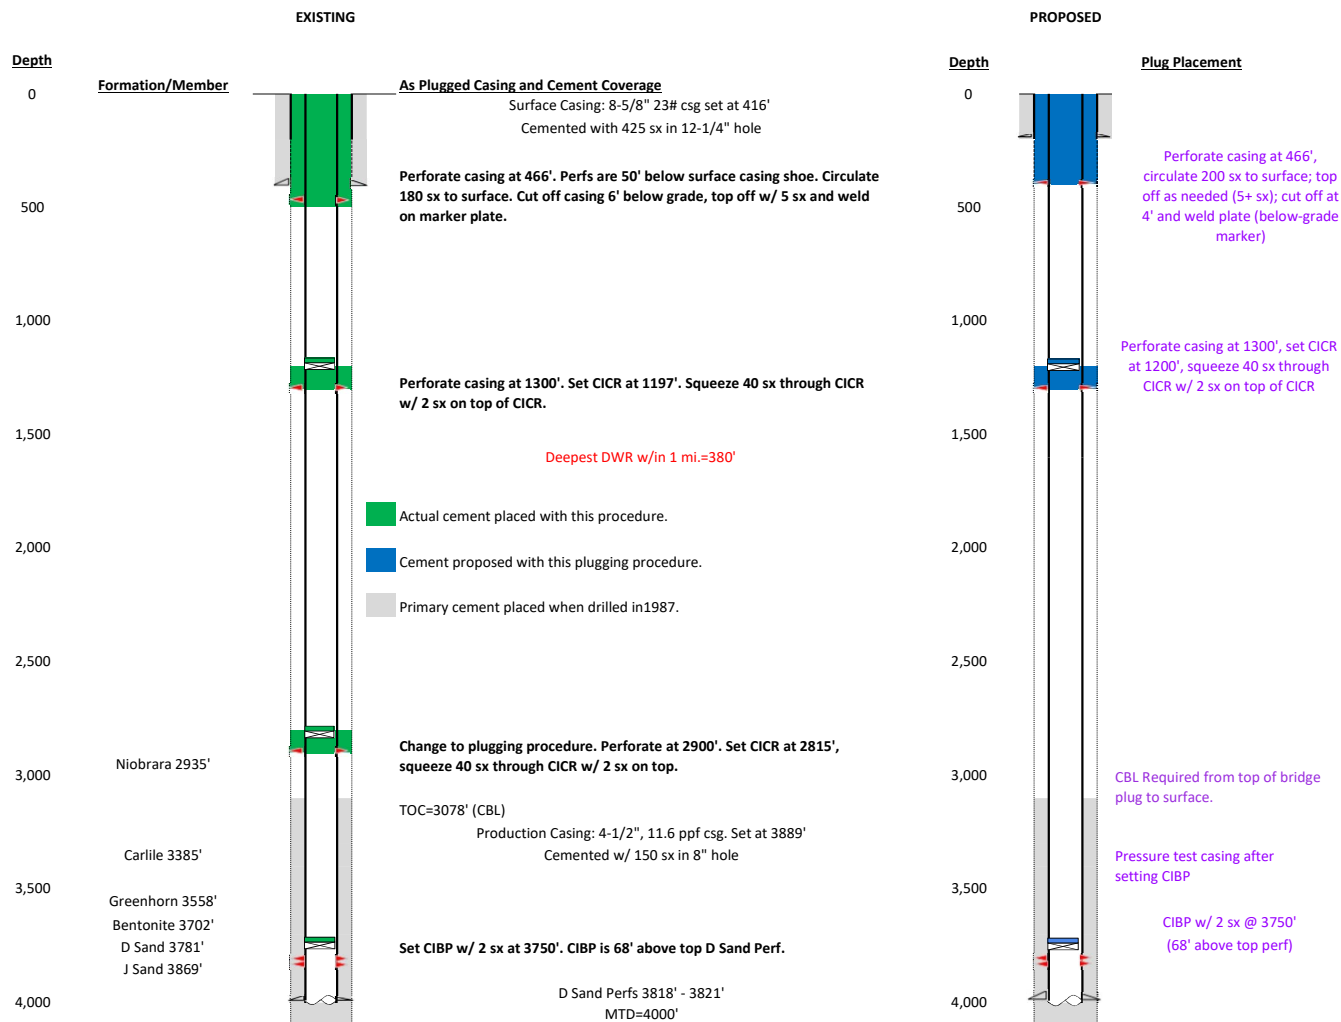 EXISTING
PROPOSED
Depth
Formation/Member
As Plugged Casing and Cement Coverage
Depth
Plug Placement
0
Surface Casing: 8-5/8" 23# csg set at 416'
Cemented with 425 sx in 12-1/4" hole
0
Perforate casing at 466'. Perfs are 50' below surface casing shoe. Circulate
180 sx to surface. Cut off casing 6' below grade, top off w/ 5 sx and weld
on marker plate.
Perforate casing at 466',
circulate 200 sx to surface; top
off as needed (5+ sx); cut off at
4' and weld plate (below-grade
marker)
500
500
1,000
1,000
Perforate casing at 1300'. Set CICR at 1197'. Squeeze 40 sx through CICR
w/ 2 sx on top of CICR.
Perforate casing at 1300', set CICR
at 1200', squeeze 40 sx through
CICR w/ 2 sx on top of CICR
1,500
1,500
Deepest DWR w/in 1 mi.=380'
Actual cement placed with this procedure.
2,000
2,000
Cement proposed with this plugging procedure.
Primary cement placed when drilled in1987.
2,500
2,500
Change to plugging procedure. Perforate at 2900'. Set CICR at 2815',
squeeze 40 sx through CICR w/ 2 sx on top.
Niobrara 2935'
3,000
3,000
CBL Required from top of bridge
plug to surface.
TOC=3078' (CBL)
Production Casing: 4-1/2", 11.6 ppf csg. Set at 3889'
Cemented w/ 150 sx in 8" hole
Carlile 3385'
Pressure test casing after
setting CIBP
3,500
3,500
Greenhorn 3558'
Bentonite 3702'
D Sand 3781'
J Sand 3869'
Set CIBP w/ 2 sx at 3750'. CIBP is 68' above top D Sand Perf.
CIBP w/ 2 sx @ 3750'
(68' above top perf)
4,000
D Sand Perfs 3818' - 3821'
MTD=4000'
4,000